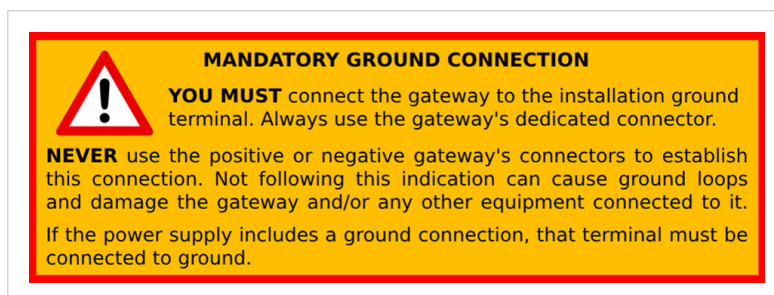 MANDATORY GROUND CONNECTION
YOU MUST connect the gateway to the installation ground
terminal. Always use the gateway's dedicated connector.
NEVER use the positive or negative gateway's connectors to establish
this connection. Not following this indication can cause ground loops
and damage the gateway and/or any other equipment connected to it.
If the power supply includes a ground connection, that terminal must be
connected to ground.